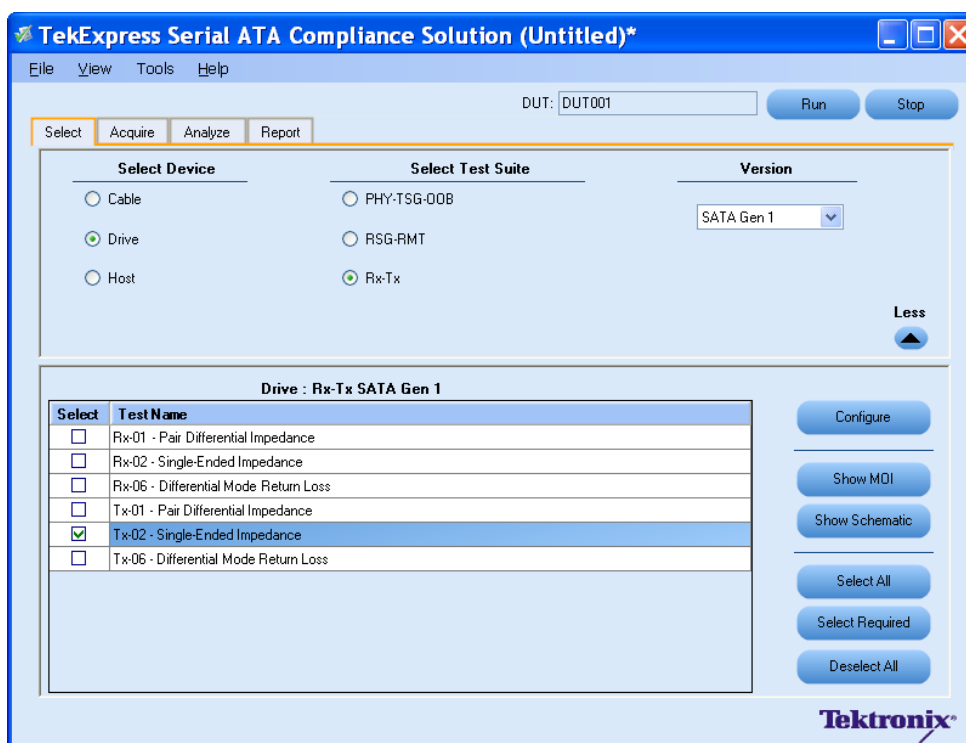 TekExpress Serial ATA Compliance Solution (Untitled)*
File View Tools Help
DUT: DUT001 Run Stop
Select Acquire Analyze Report
Select Device Select Test Suite Version
Cable PHY-TSG-OOB
SATA Gen 1
Drive RSG-RMT
Host Rx-Tx
Less
Drive : Rx-Tx SATA Gen 1
Select Test Name
Configure
Rx-01 - Pair Differential Impedance
Rx-02 - Single-Ended Impedance
Rx-06 - Differential Mode Return Loss
Show MOI
Tx-01 - Pair Differential Impedance
Show Schematic
Tx-02 - Single-Ended Impedance
Tx-06 - Differential Mode Return Loss
Select All
Select Required
Deselect All
Tektronix